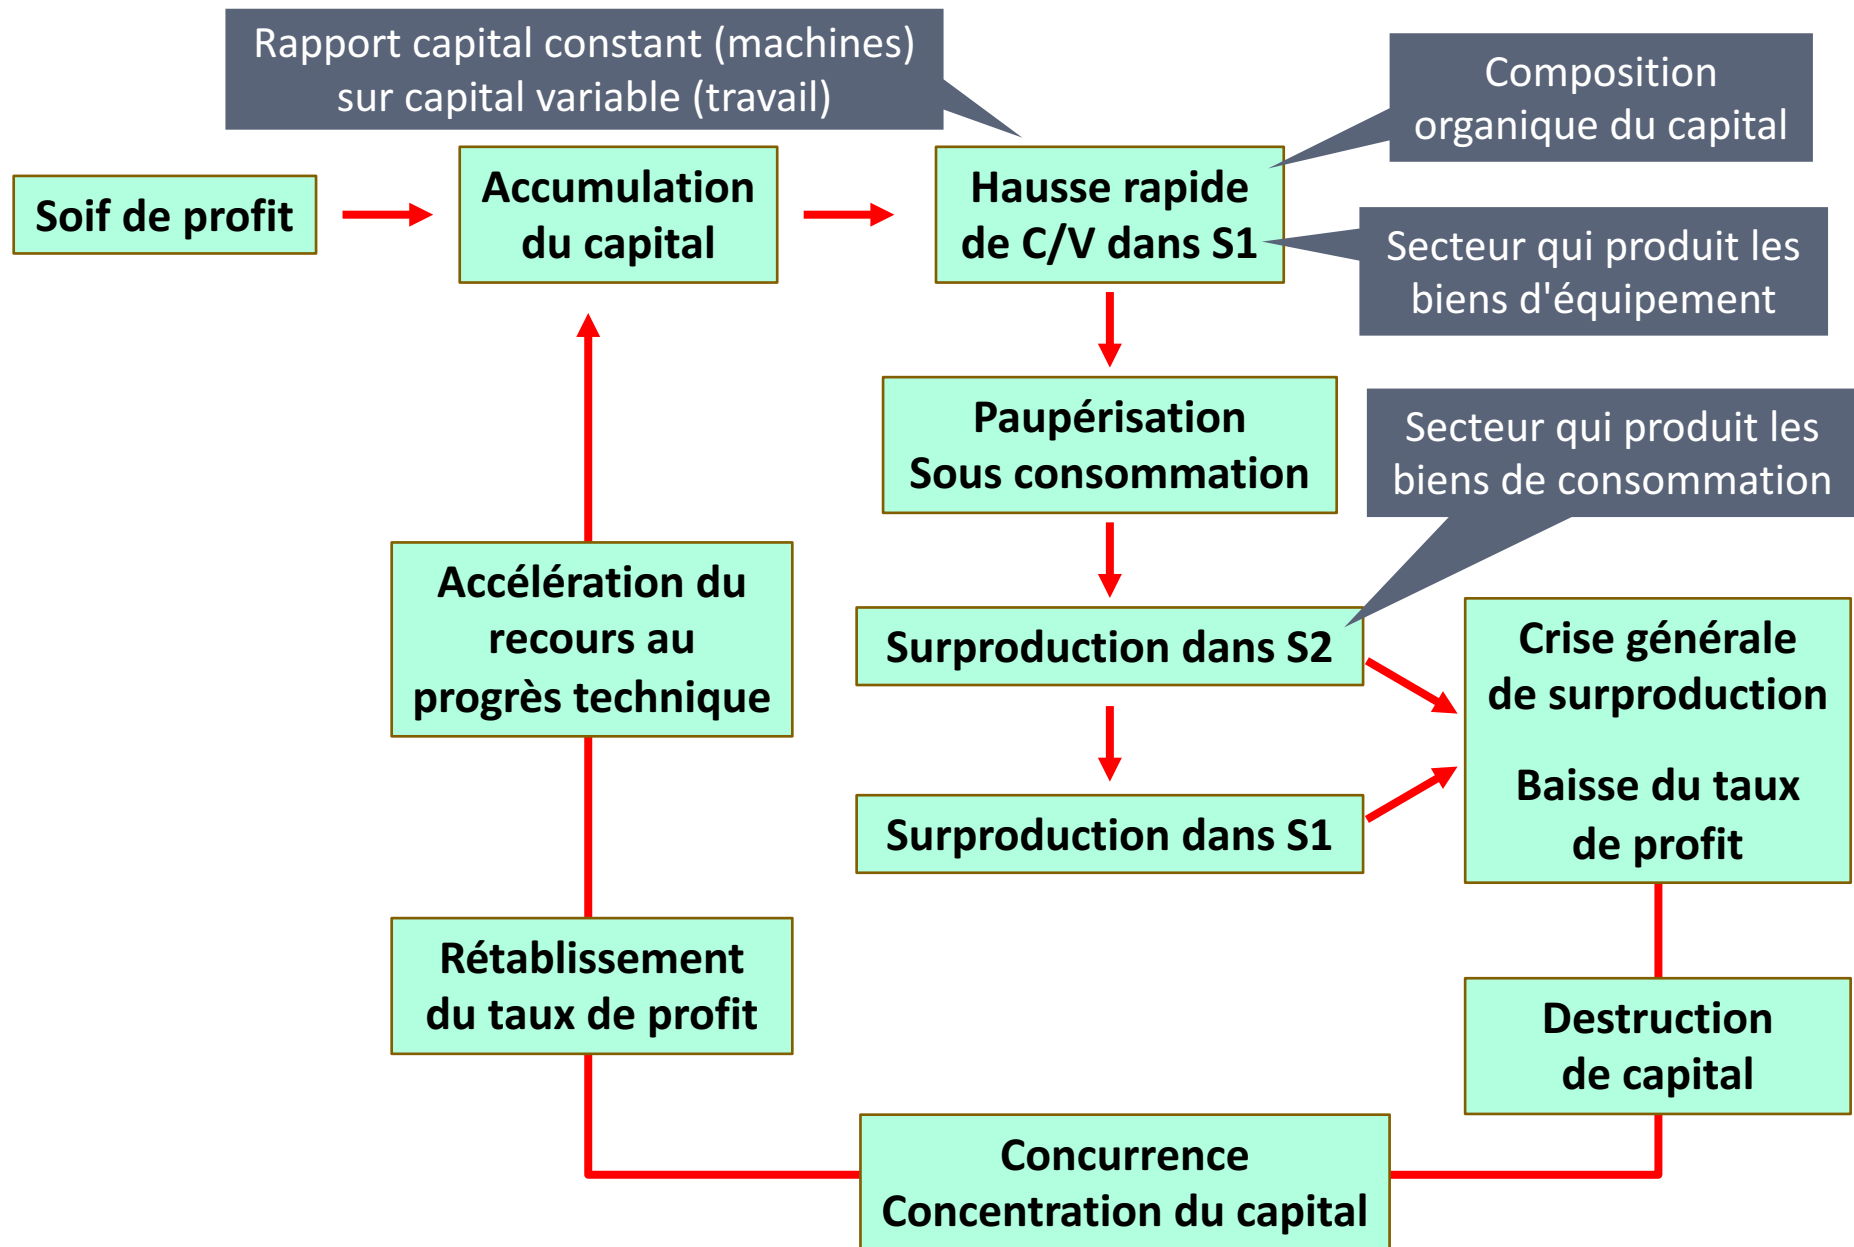 Rapport capital constant (machines)
sur capital variable (travail)
Composition
organique du capital
Soif de profit
Accumulation
du capital
Hausse rapide
de C/V dans S1
Secteur qui produit les
biens d'équipement
Paupérisation
Sous consommation
Secteur qui produit les
biens de consommation
Accélération du
recours au
progrès technique
Surproduction dans S2
Surproduction dans S1
Crise générale
de surproduction
Baisse du taux
de profit
Rétablissement
du taux de profit
Destruction
de capital
Concurrence
Concentration du capital